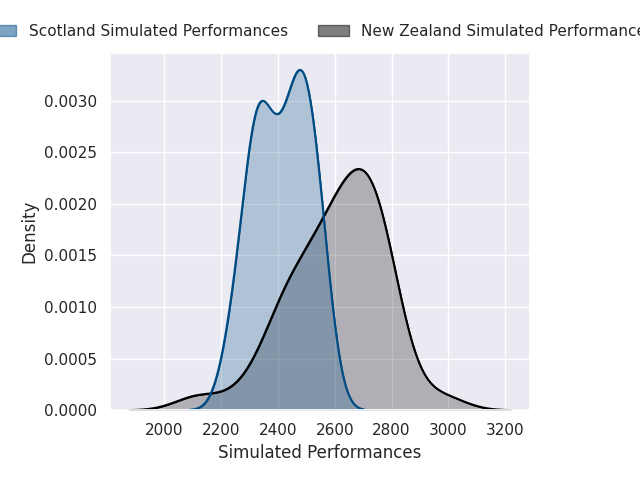 Scotland Simulated Performances New Zealand Simulated Performance
Density
0.0030
0.0025
0.0020
0.0015
0.0010
0.0005
0.0000
2000 2200 2400 2600 2800 3000 3200
Simulated Performances